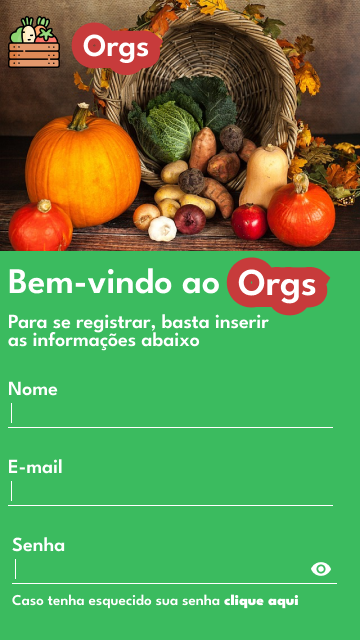 Orgs
Bem-vindo ao Orgs
Para se registrar, basta inserir
as informações abaixo
Nome
E-mail
Senha
Caso tenha esquecido sua senha clique aqui